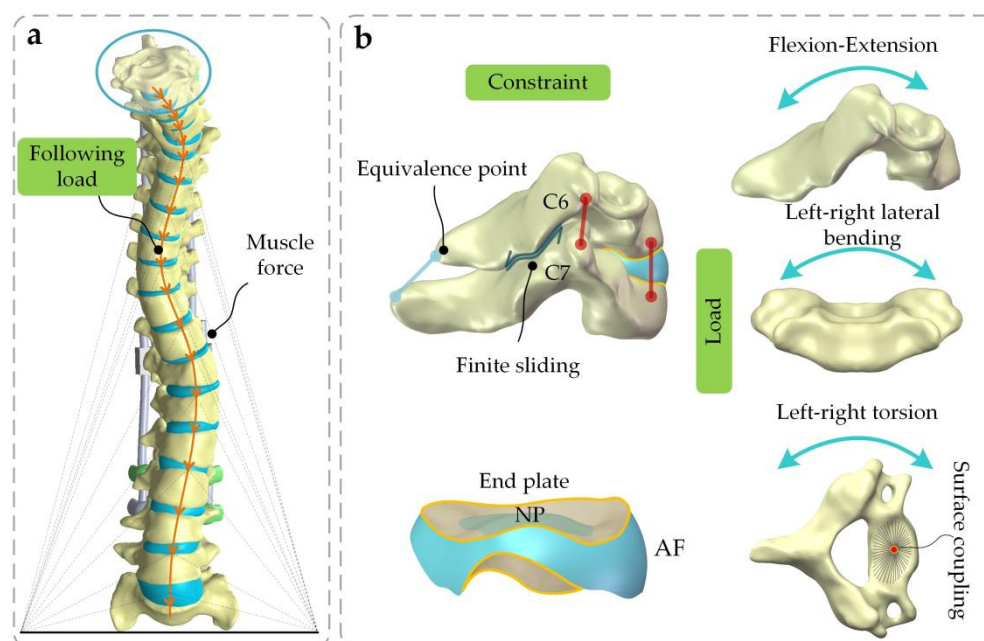 a
Following
load
Muscle
force
b
Constraint
Equivalence point
C6
C7
Finite sliding
End plate
NP
AF
Load
Flexion-Extension
Left-right lateral
bending
Left-right torsion
Surface coupling